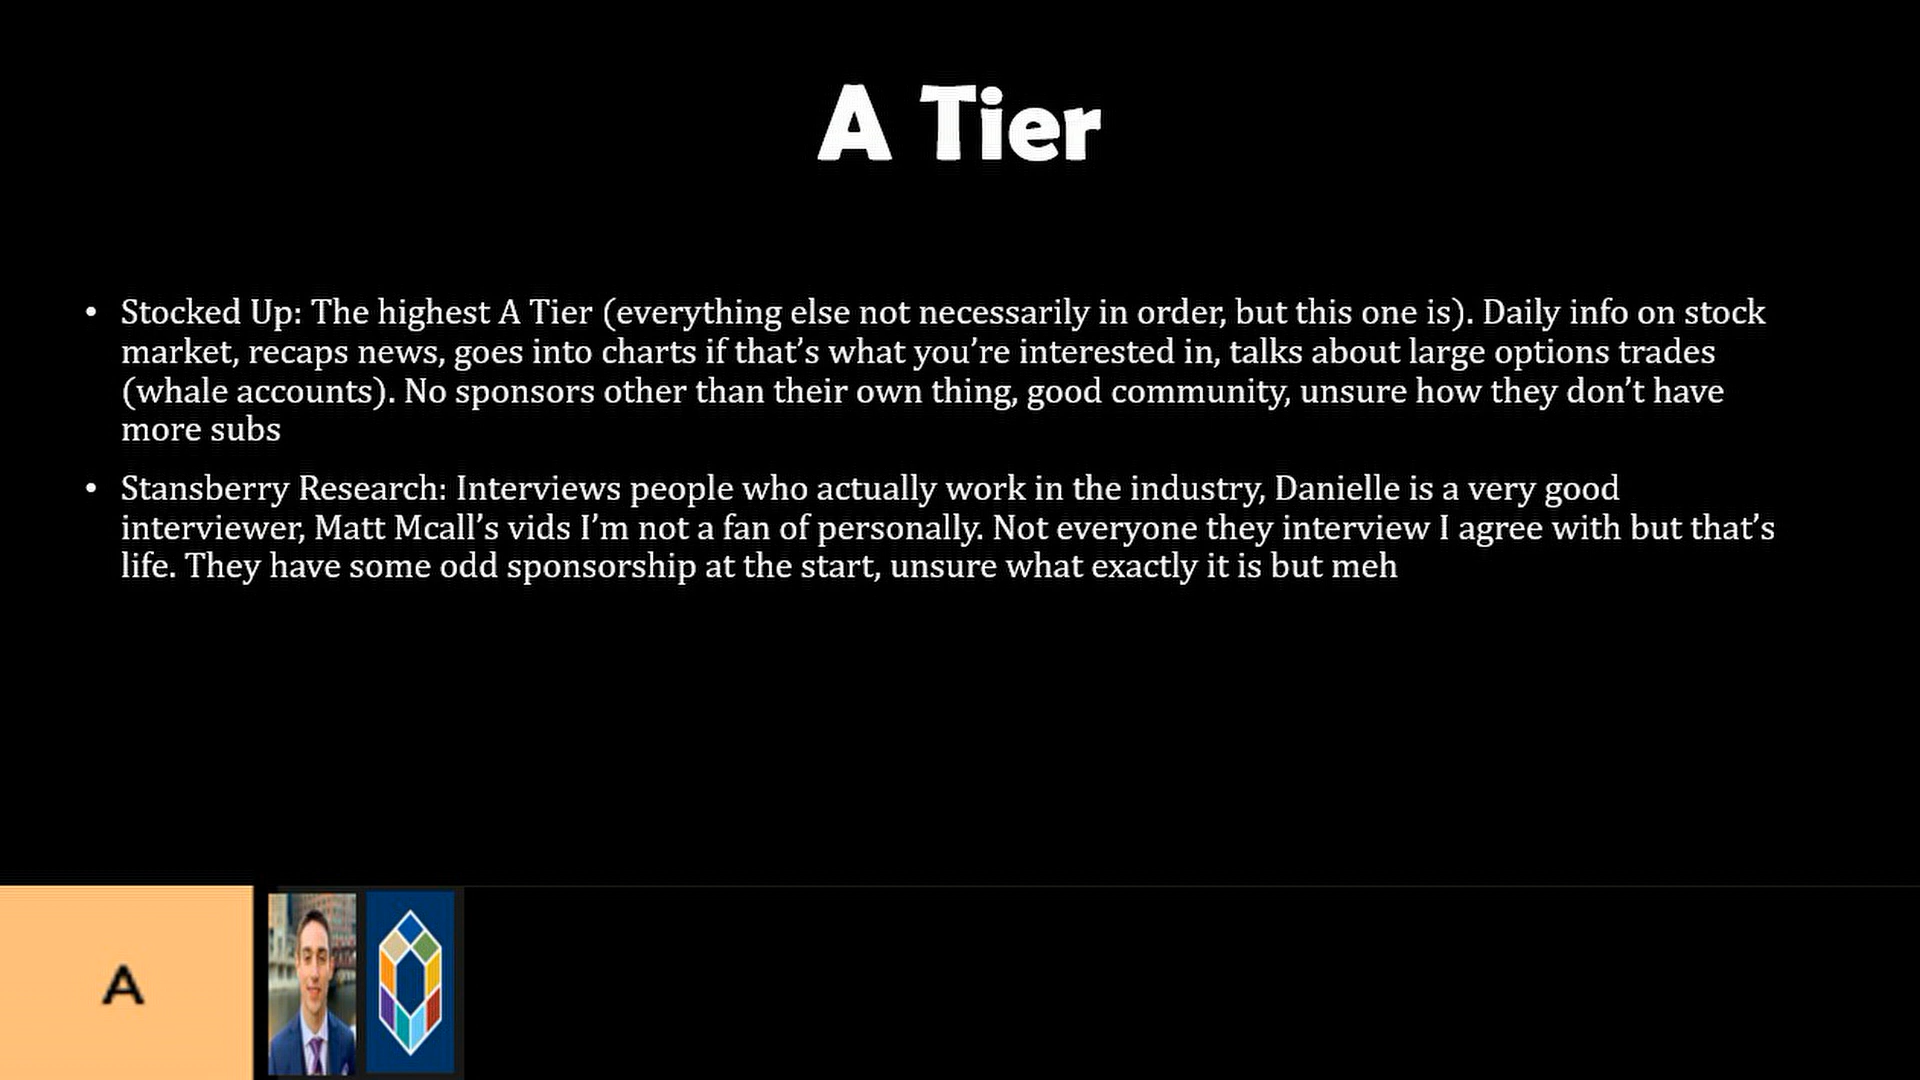 A Tier
• Stocked Up: The highest A Tier (everything else not necessarily in order, but this one is). Daily info on stock
market, recaps news, goes into charts if that’s what you’re interested in, talks about large options trades
(whale accounts). No sponsors other than their own thing, good community, unsure how they don’t have
more subs
• Stansberry Research: Interviews people who actually work in the industry, Danielle is a very good
interviewer, Matt Mcall’s vids I’m not a fan of personally. Not everyone they interview I agree with but that’s
life. They have some odd sponsorship at the start, unsure what exactly it is but meh
A